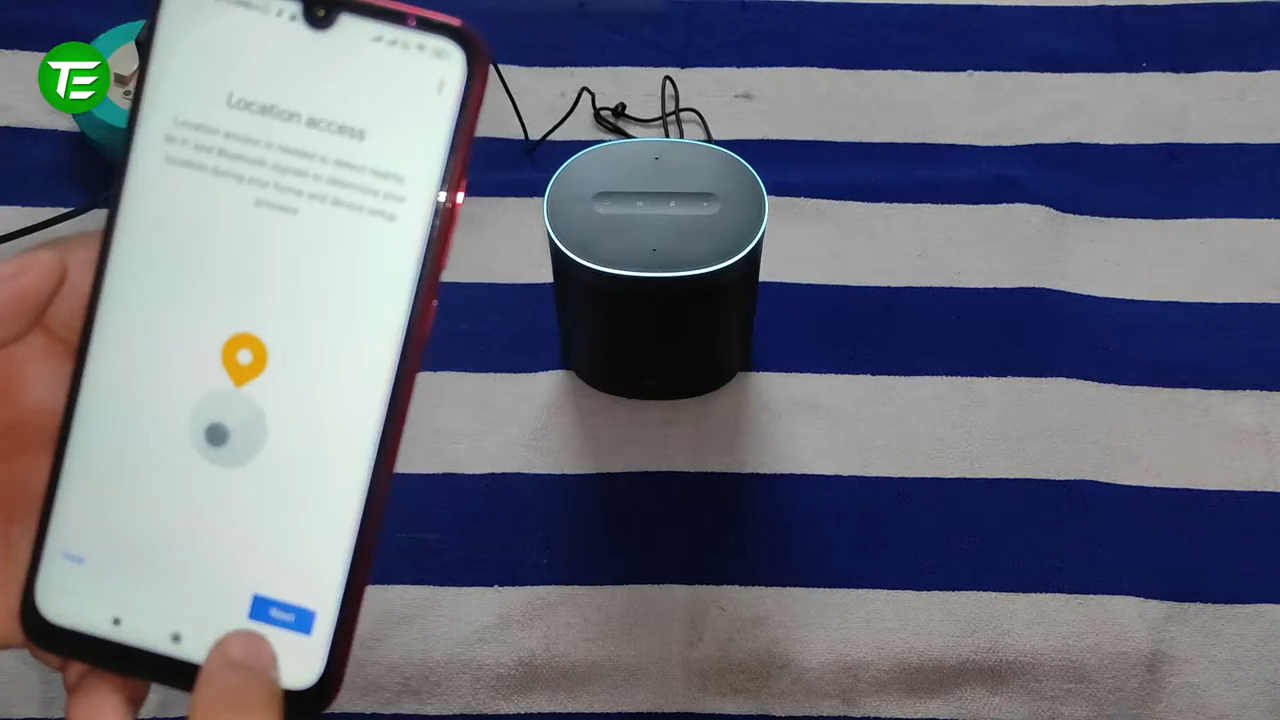 TE
Location access
Location access is needed to detect nearby
Wi-Fi and Bluetooth signals to determine your
location during your home and device setup
process
Next